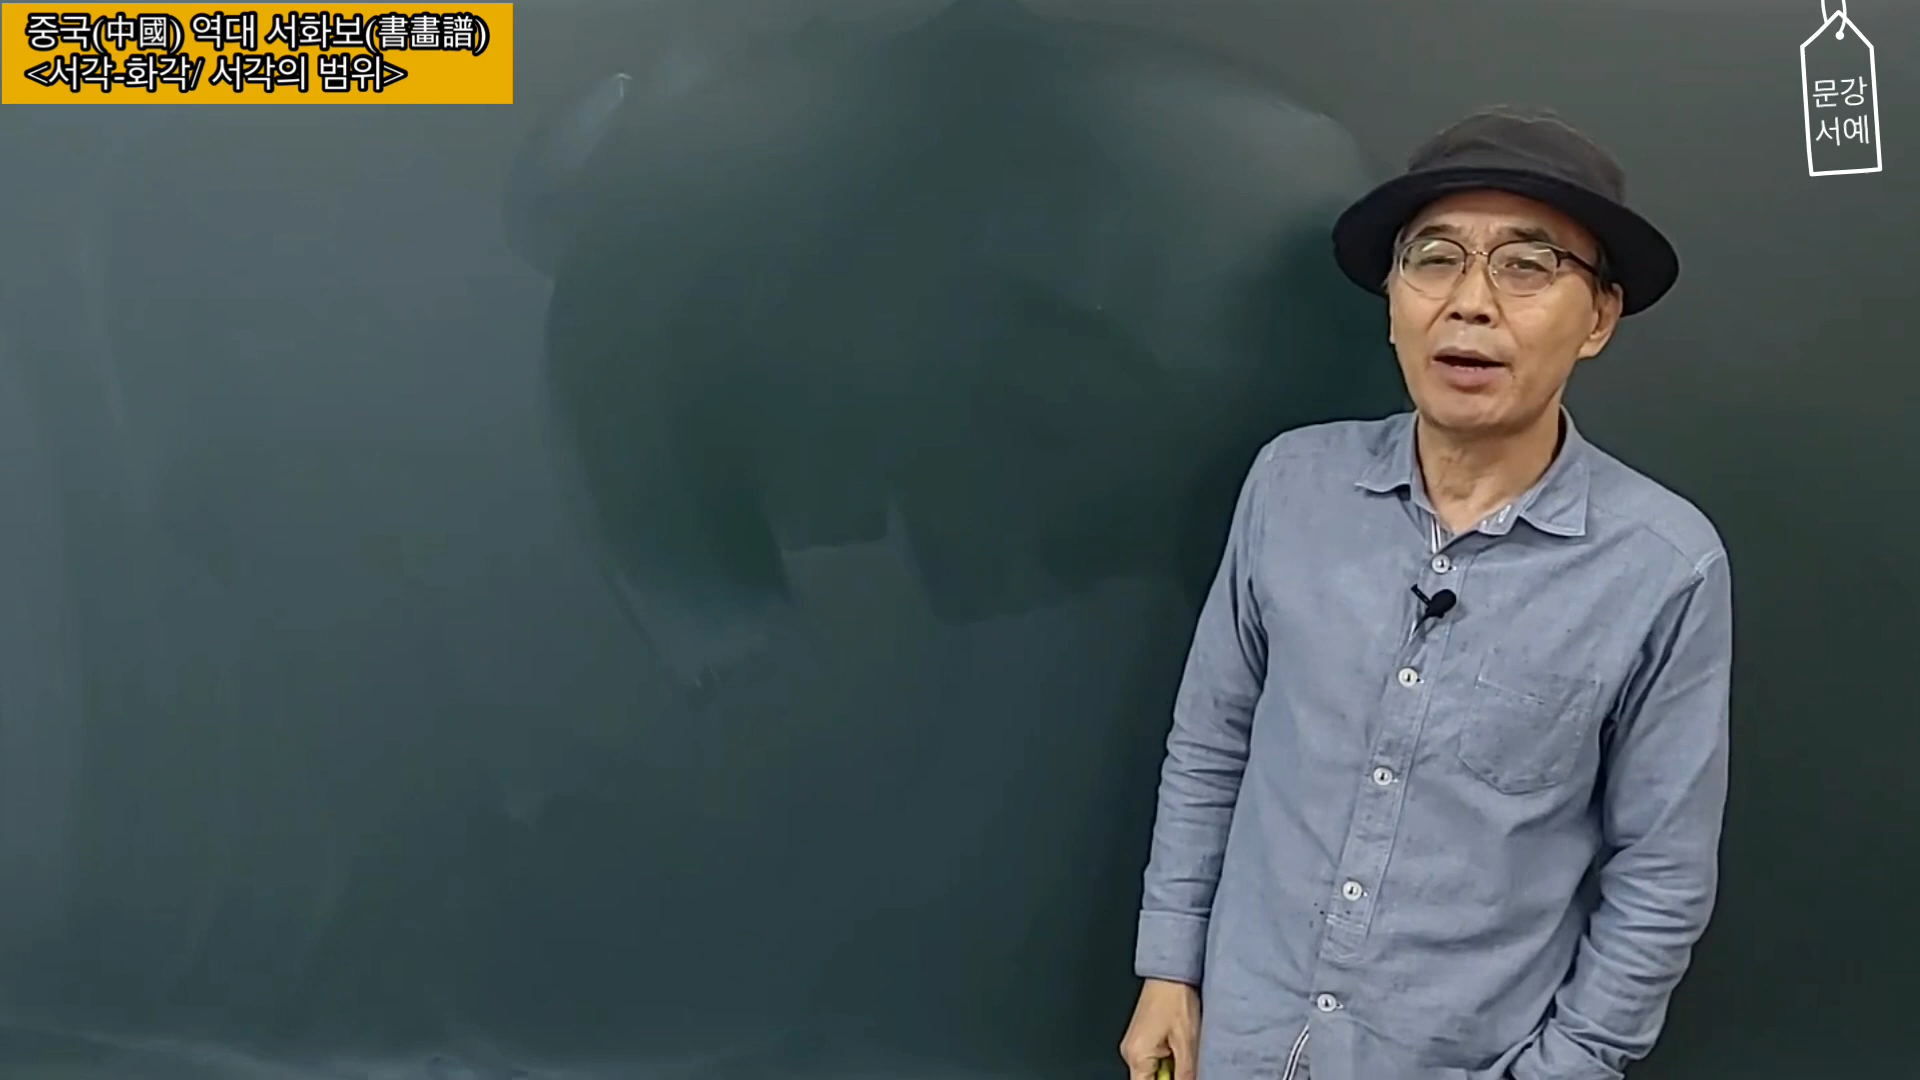 중국(中國) 역대 서화보(書畫譜)
<서각-화각/ 서각의 범위>
문강
서예